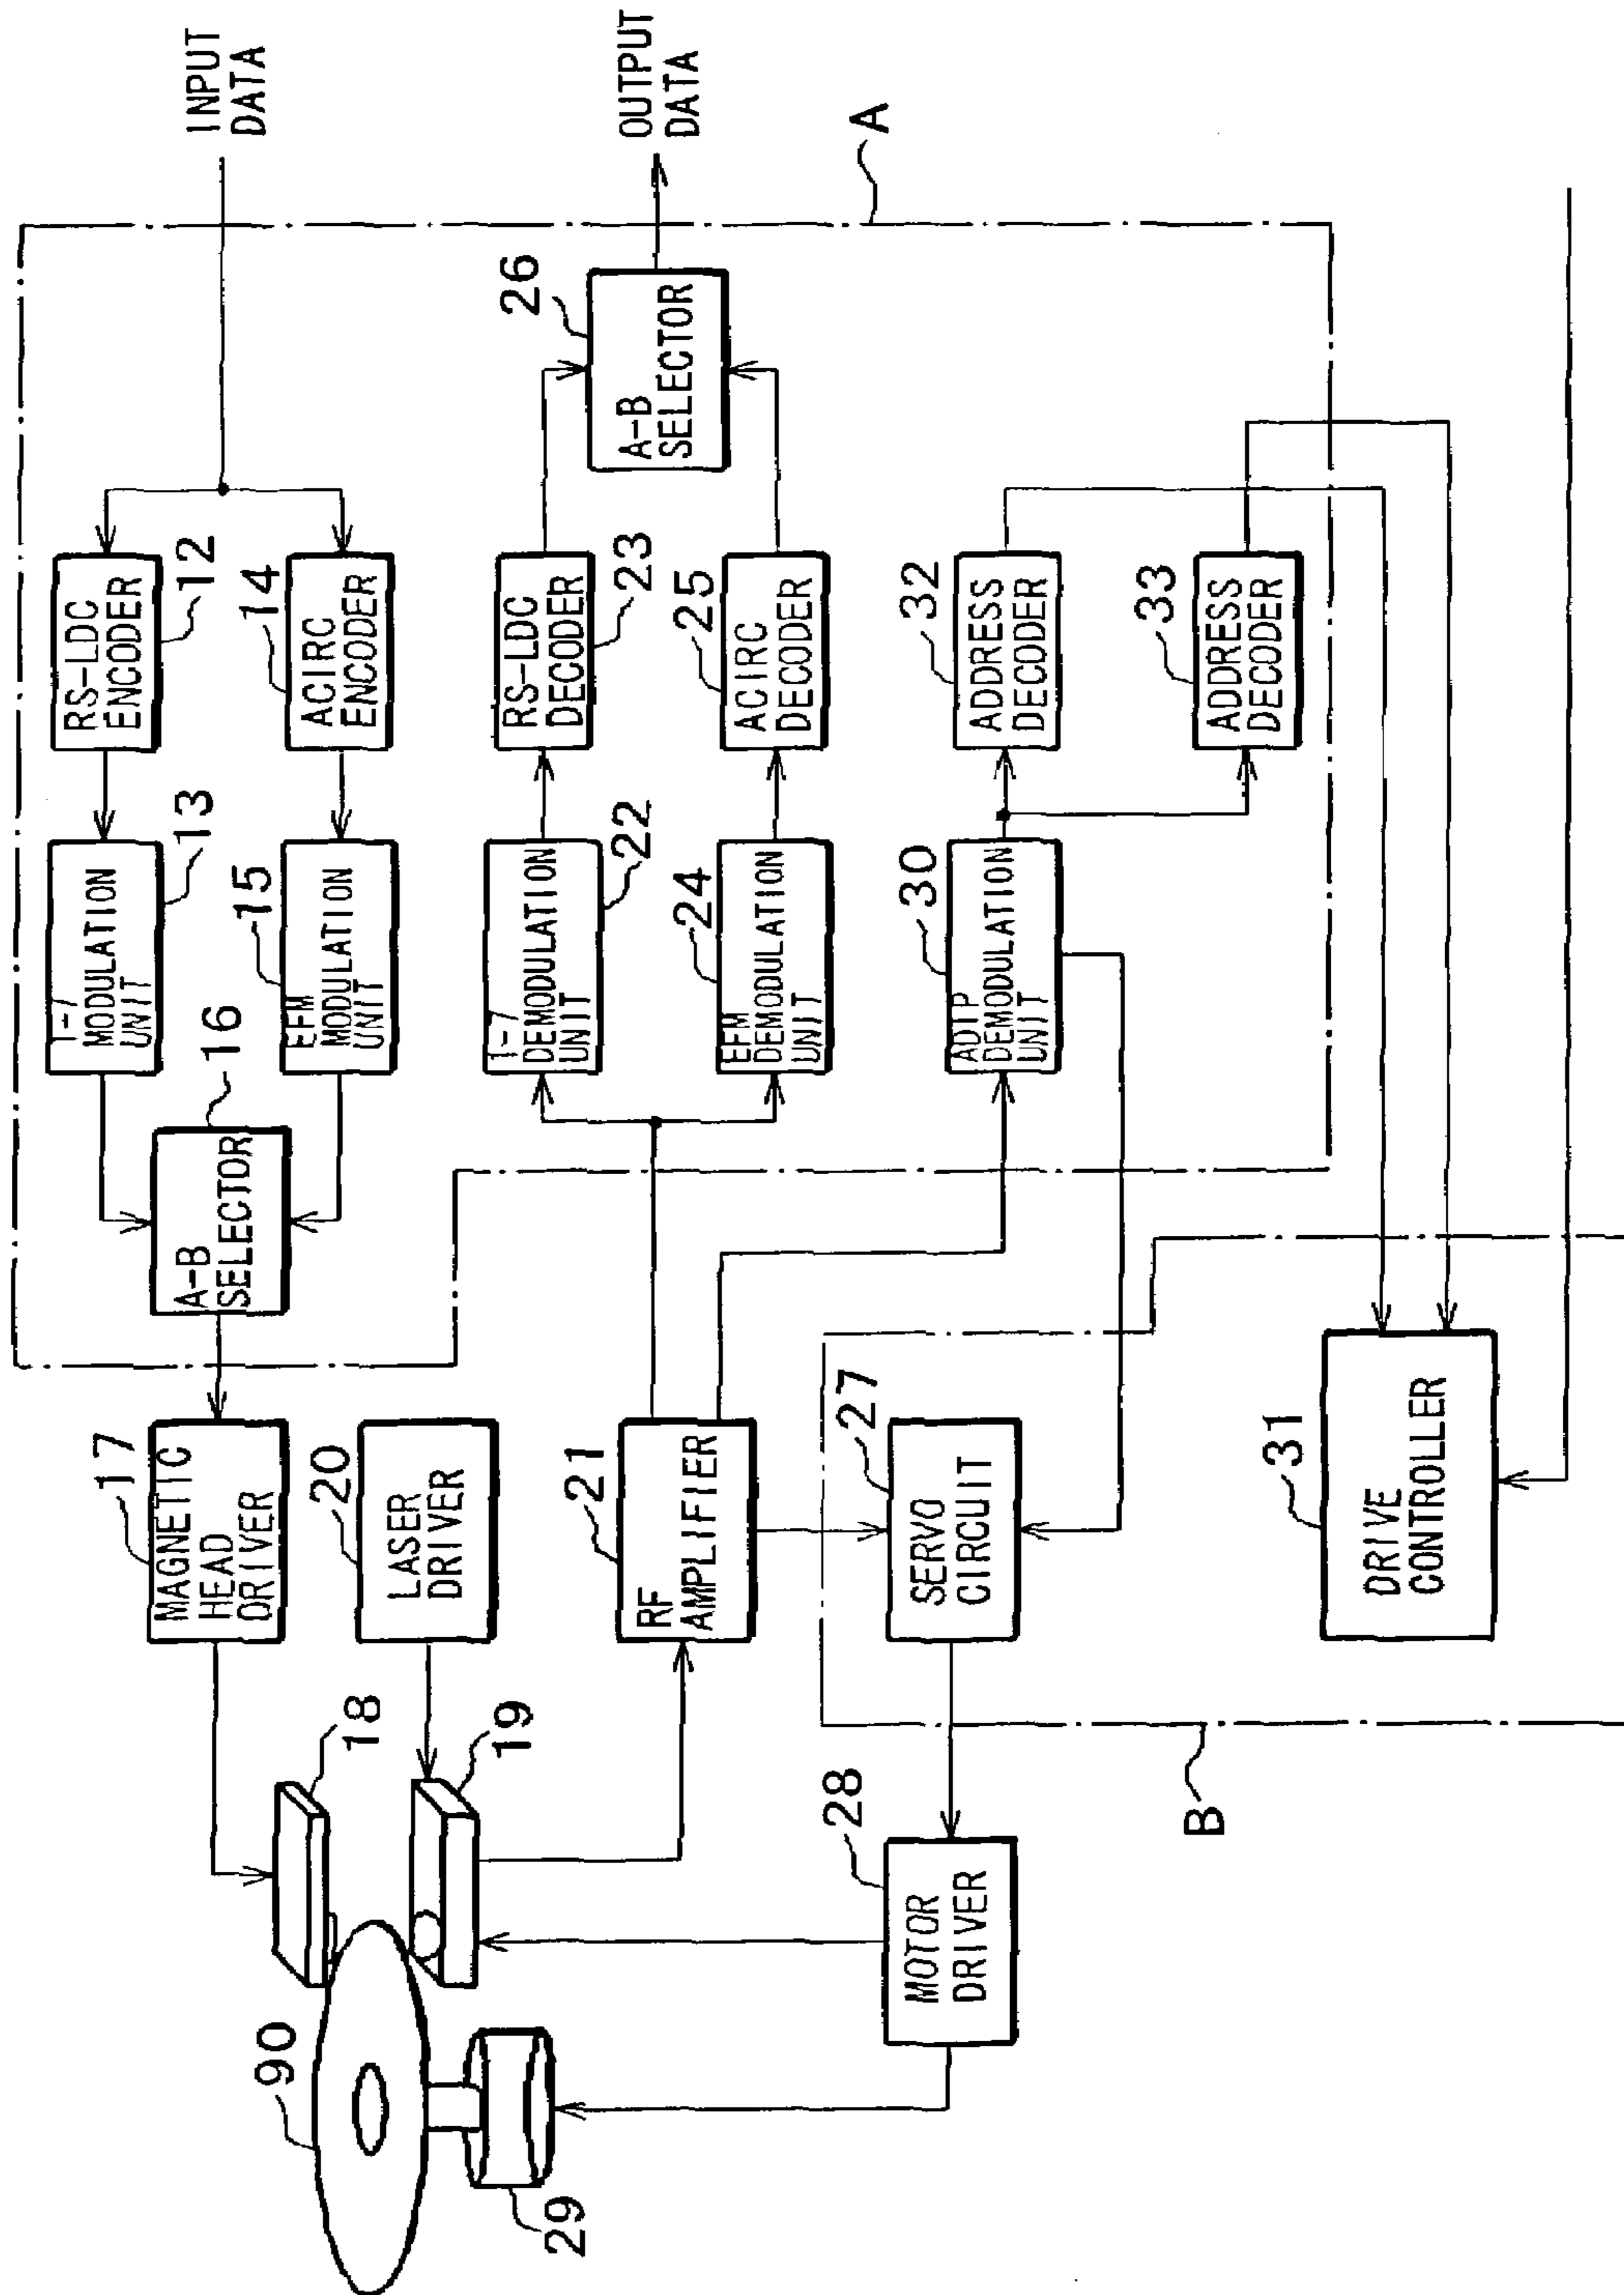 INPUT
DATA
OUTPUT
DATA
A
RS-LDC
ENCODER
12
1-7
MODULATION
UNIT
13
ACIRC
ENCODER
14
EFM
MODULATION
UNIT
15
A-B
SELECTOR
16
MAGNETIC
HEAD
DRIVER
17
18
19
LASER
DRIVER
20
RF
AMPLIFIER
21
1-7
DEMODULATION
UNIT
22
RS-LDC
DECODER
23
EFM
DEMODULATION
UNIT
24
ACIRC
DECODER
25
A-B
SELECTOR
26
SERVO
CIRCUIT
27
MOTOR
DRIVER
28
29
90
ADIP
DEMODULATION
UNIT
30
DRIVE
CONTROLLER
31
ADDRESS
DECODER
32
ADDRESS
DECODER
33
B